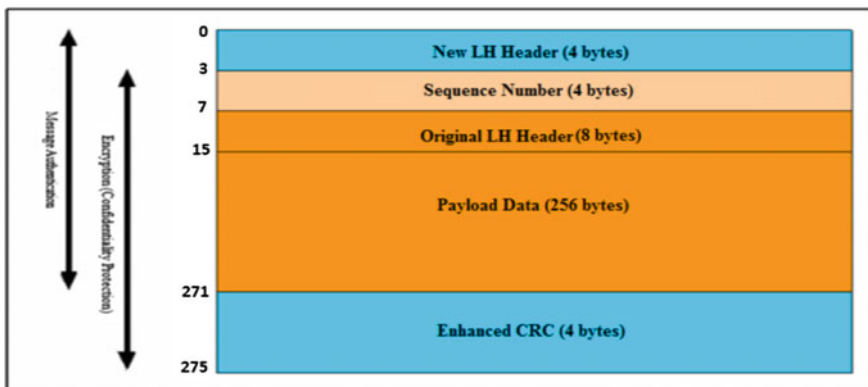 0
New LH Header (4 bytes)
3
Sequence Number (4 bytes)
7
Original LH Header (8 bytes)
15
Payload Data (256 bytes)
271
Enhanced CRC (4 bytes)
275
Message Authentication
Encryption (Confidentiality Protection)